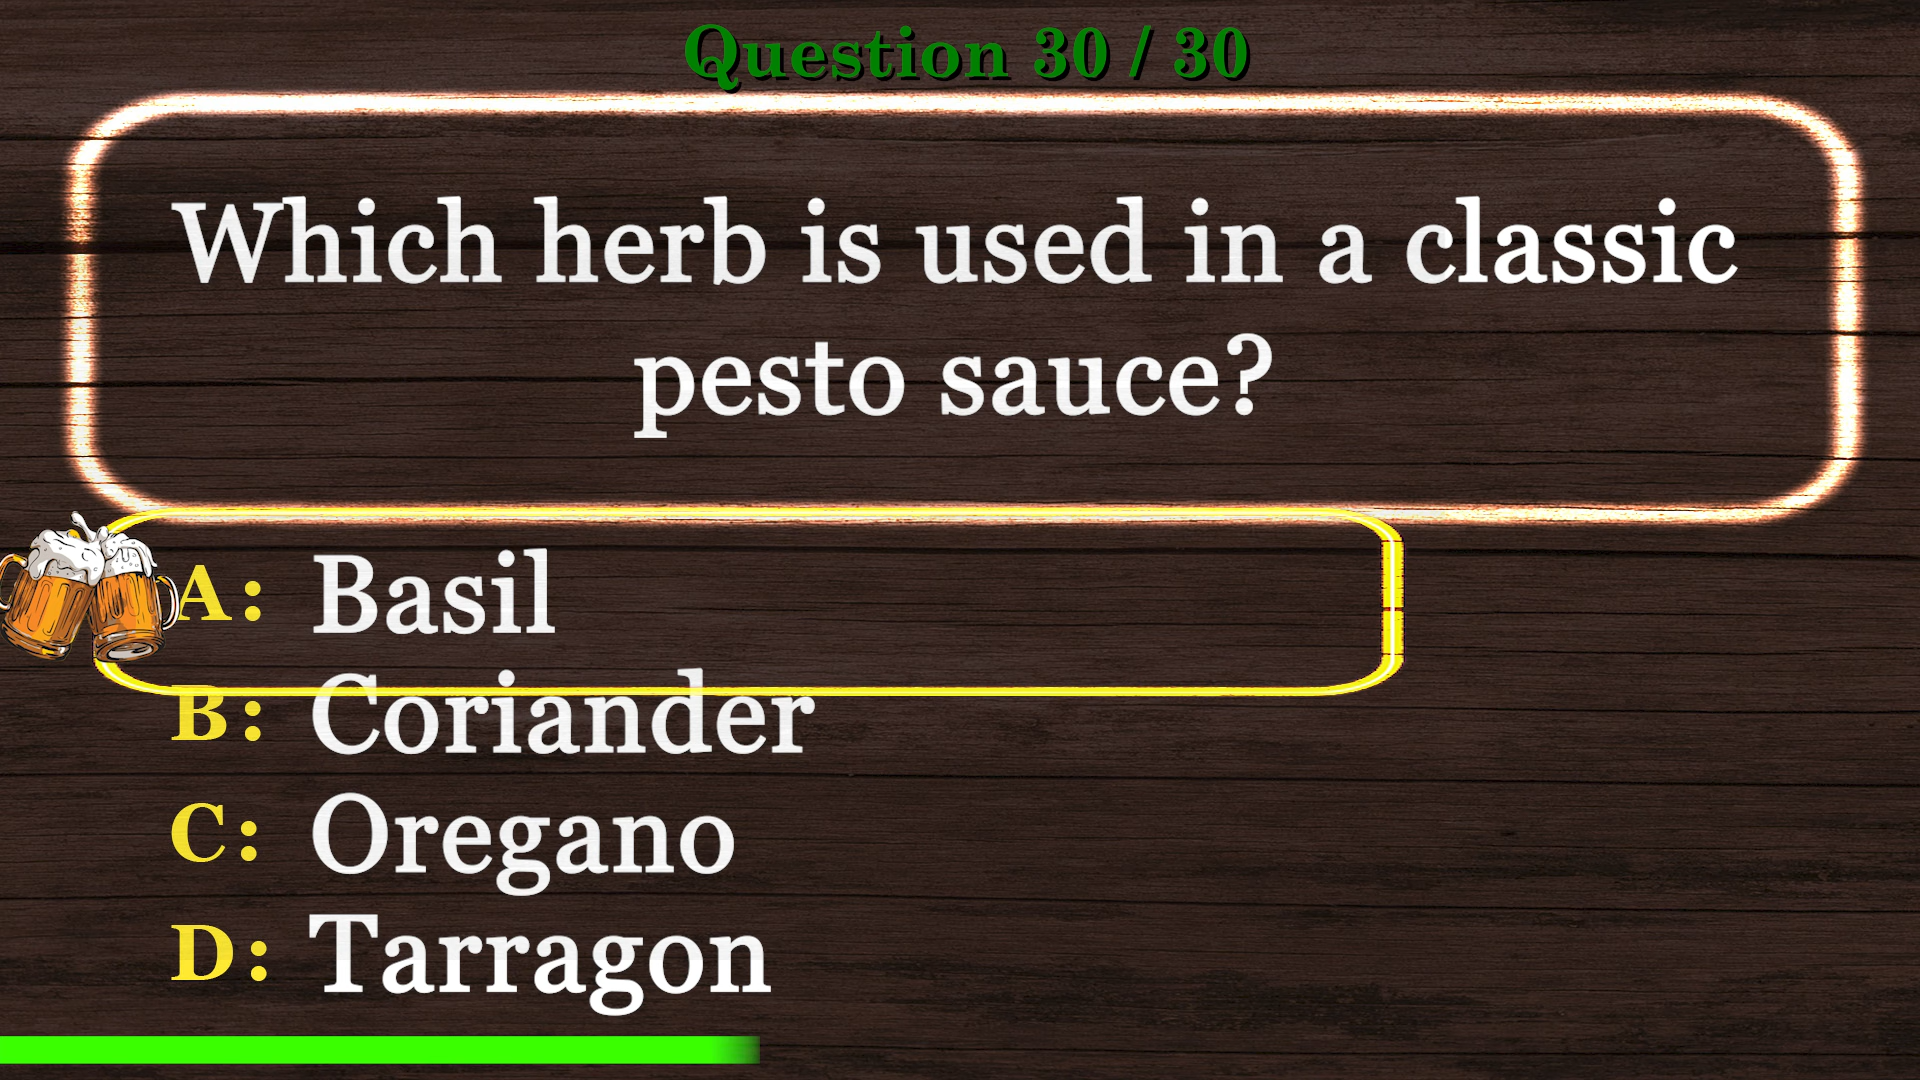 Question 30 / 30
Which herb is used in a classic
pesto sauce?
A: Basil
B: Coriander
C: Oregano
D: Tarragon